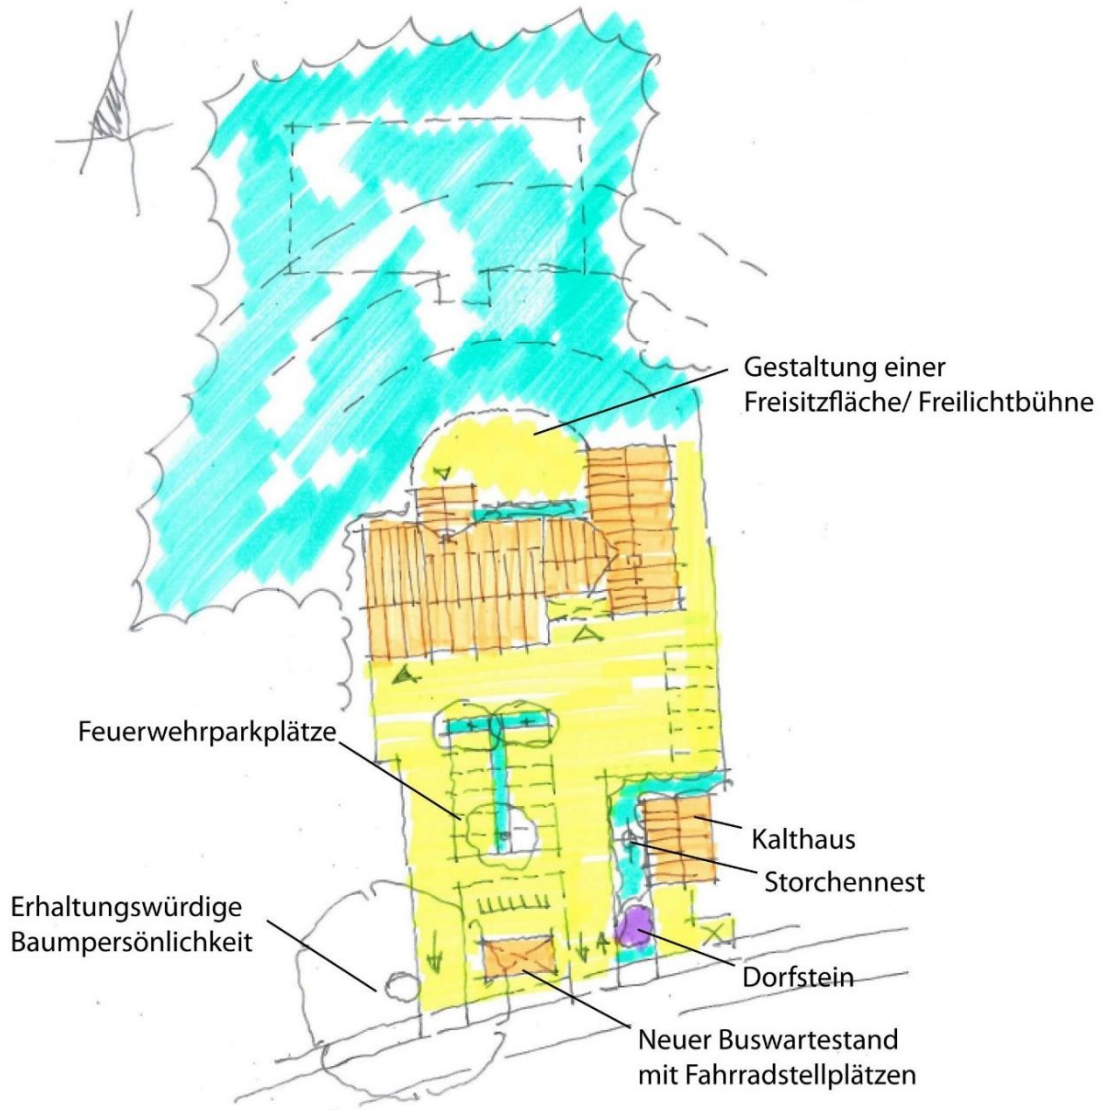 Gestaltung einer
Freisitzfläche/ Freilichtbühne
Feuerwehrparkplätze
Kalthaus
Storchennest
Erhaltungswürdige
Baumpersönlichkeit
Dorfstein
Neuer Buswartestand
mit Fahrradstellplätzen